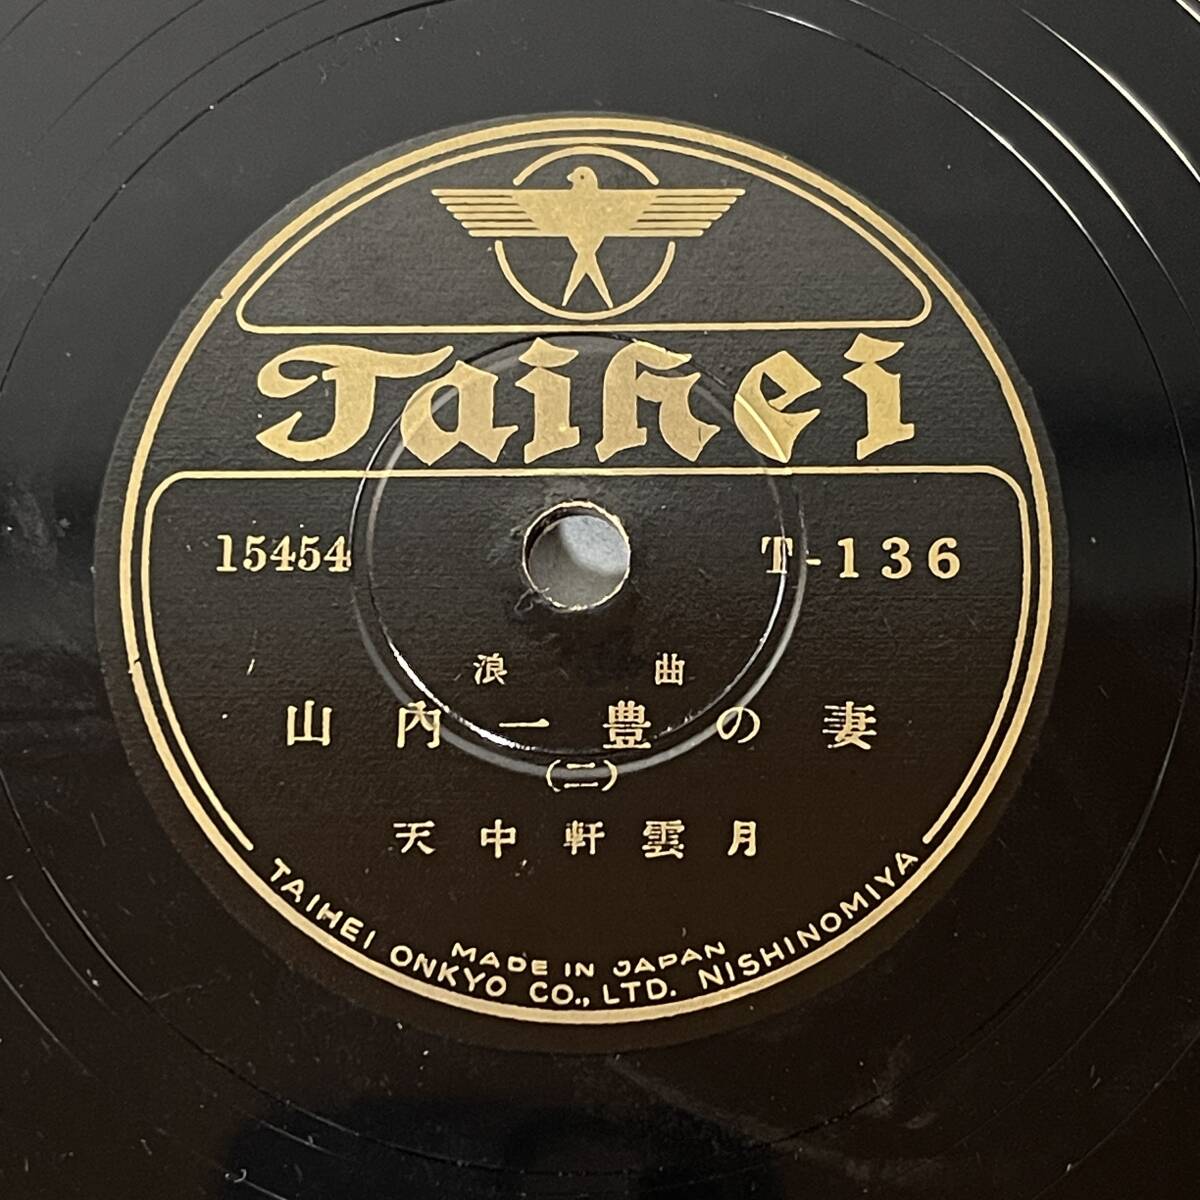 Taihei
15454 T-136
浪曲
山内一豊の妻
(二)
天中軒雲月
MADE IN JAPAN
TAIHEI ONKYO CO., LTD. NISHINOMIYA